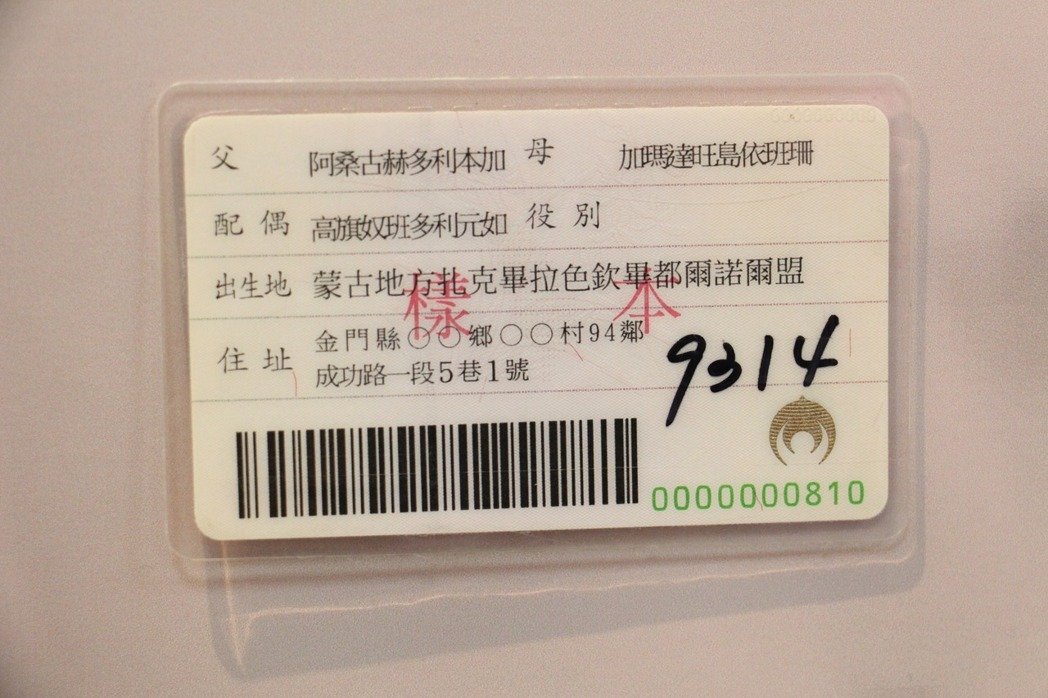 父 阿桑古赫多利本加 母 加瑪達旺島依班珊
配偶 高旗奴班多利元如 役別
出生地 蒙古地方扎克畢拉色欽畢都爾諾爾盟
樣本
住址 金門縣○○鄉○○村94鄰
成功路一段5巷1號
9314
0000000810